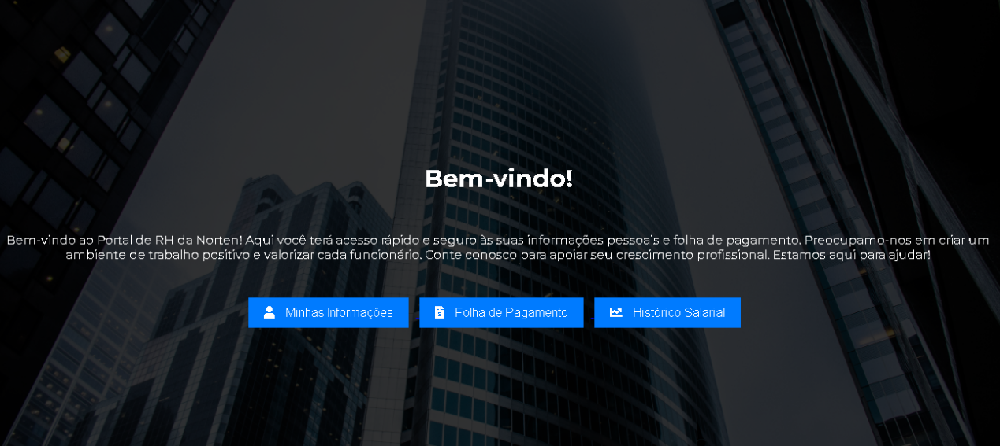 Bem-vindo!
Bem-vindo ao Portal de RH da Norten! Aqui você terá acesso rápido e seguro às suas informações pessoais e folha de pagamento. Preocupamo-nos em criar um
ambiente de trabalho positivo e valorizar cada funcionário. Conte conosco para apoiar seu crescimento profissional. Estamos aqui para ajudar!
Minhas Informações Folha de Pagamento Histórico Salarial